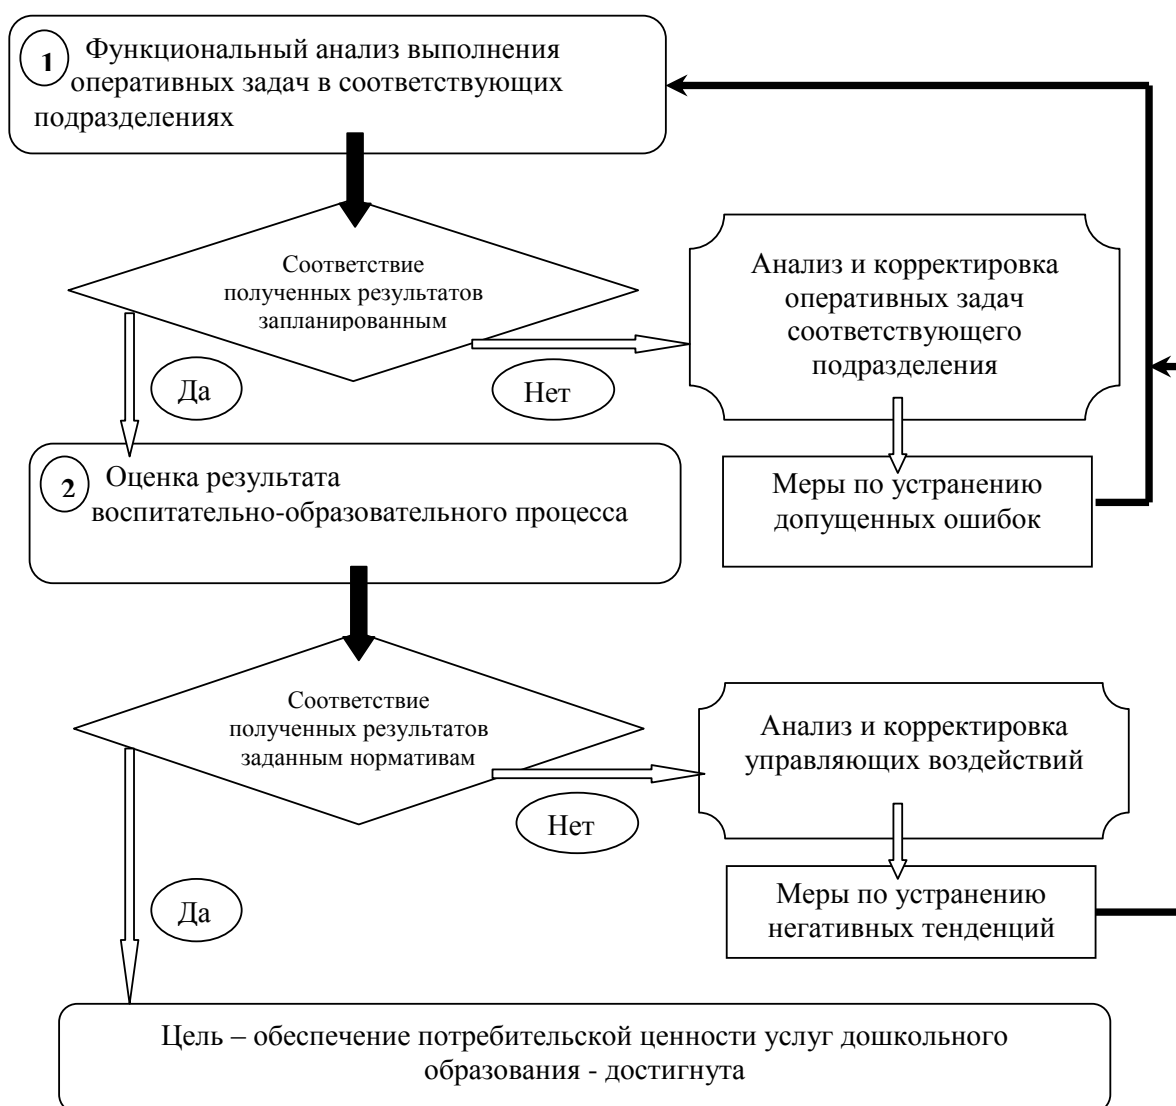 1 Функциональный анализ выполнения
оперативных задач в соответствующих
подразделениях
Соответствие
полученных результатов
запланированным
Да
Нет
Анализ и корректировка
оперативных задач
соответствующего
подразделения
Меры по устранению
допущенных ошибок
2 Оценка результата
воспитательно-образовательного процесса
Соответствие
полученных результатов
заданным нормативам
Да
Нет
Анализ и корректировка
управляющих воздействий
Меры по устранению
негативных тенденций
Цель – обеспечение потребительской ценности услуг дошкольного
образования - достигнута